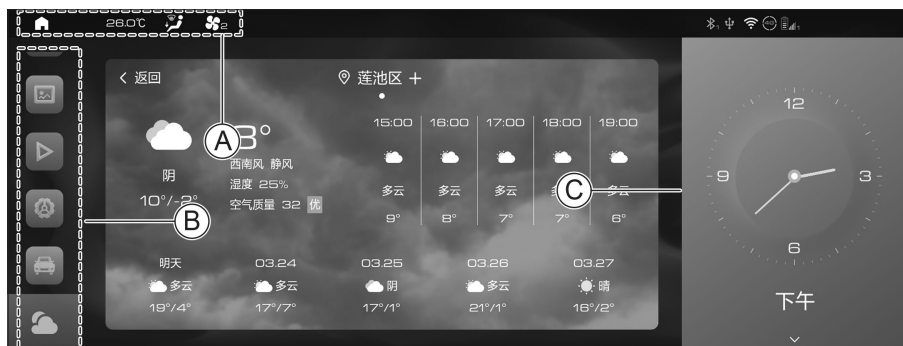 26.0℃ 2
返回
莲池区 +
A
B
C
8°
阴
10°/-2°
西南风 静风
湿度 25%
空气质量 32 优
15:00 16:00 17:00 18:00 19:00
多云 多云 多云 多云
9° 8° 7° 7° 6°
明天 03.24 03.25 03.26 03.27
多云 多云 阴 多云 晴
19°/4° 17°/7° 17°/1° 21°/1° 16°/2°
12
9 3
6
下午